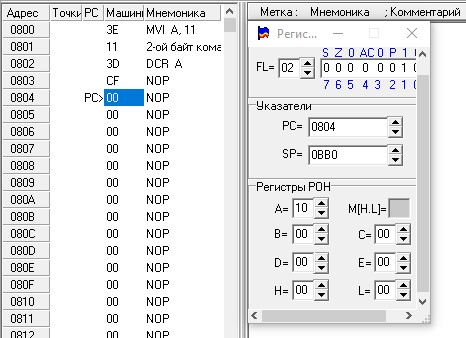 Адрес Точки PC Машин Мнемоника
0800 3E MVI A, 11
0801 11 2-ой байт кома
0802 3D DCR A
0803 CF NOP
0804 PC> 00 NOP
0805 00 NOP
0806 00 NOP
0807 00 NOP
0808 00 NOP
0809 00 NOP
080A 00 NOP
080B 00 NOP
080C 00 NOP
080D 00 NOP
080E 00 NOP
080F 00 NOP
0810 00 NOP
0811 00 NOP
0812 00 NOP
Метка : Мнемоника ; Комментарий
Регис...
S Z 0 AC 0 P 1 C
FL= 02 0 0 0 0 0 0 1 0
7 6 5 4 3 2 1 0
Указатели
PC= 0804
SP= 0BB0
Регистры РОН
A= 10 M[H.L]=
B= 00 C= 00
D= 00 E= 00
H= 00 L= 00